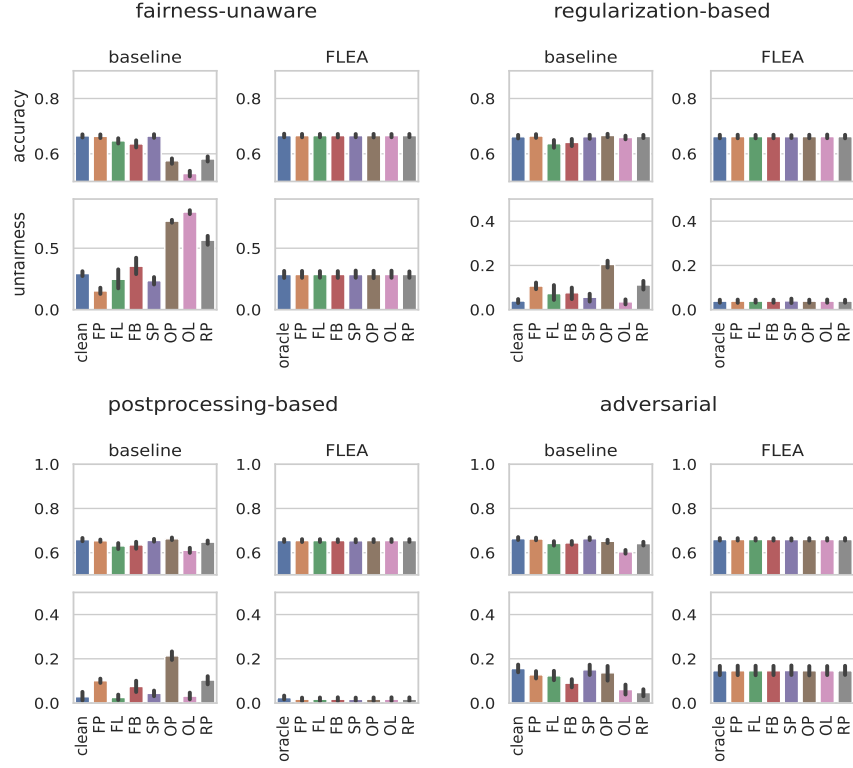 fairness-unaware regularization-based
baseline FLEA baseline FLEA
accuracy
0.8 0.8 0.8 0.8
0.6 0.6 0.6 0.6
unfairness
0.5 0.5 0.4 0.4
0.2 0.2
0.0 0.0 0.0 0.0
clean FP FL FB SP OP OL RP oracle FP FL FB SP OP OL RP clean FP FL FB SP OP OL RP oracle FP FL FB SP OP OL RP
postprocessing-based adversarial
baseline FLEA baseline FLEA
1.0 1.0 1.0 1.0
0.8 0.8 0.8 0.8
0.6 0.6 0.6 0.6
0.4 0.4 0.4 0.4
0.2 0.2 0.2 0.2
0.0 0.0 0.0 0.0
clean FP FL FB SP OP OL RP oracle FP FL FB SP OP OL RP clean FP FL FB SP OP OL RP oracle FP FL FB SP OP OL RP